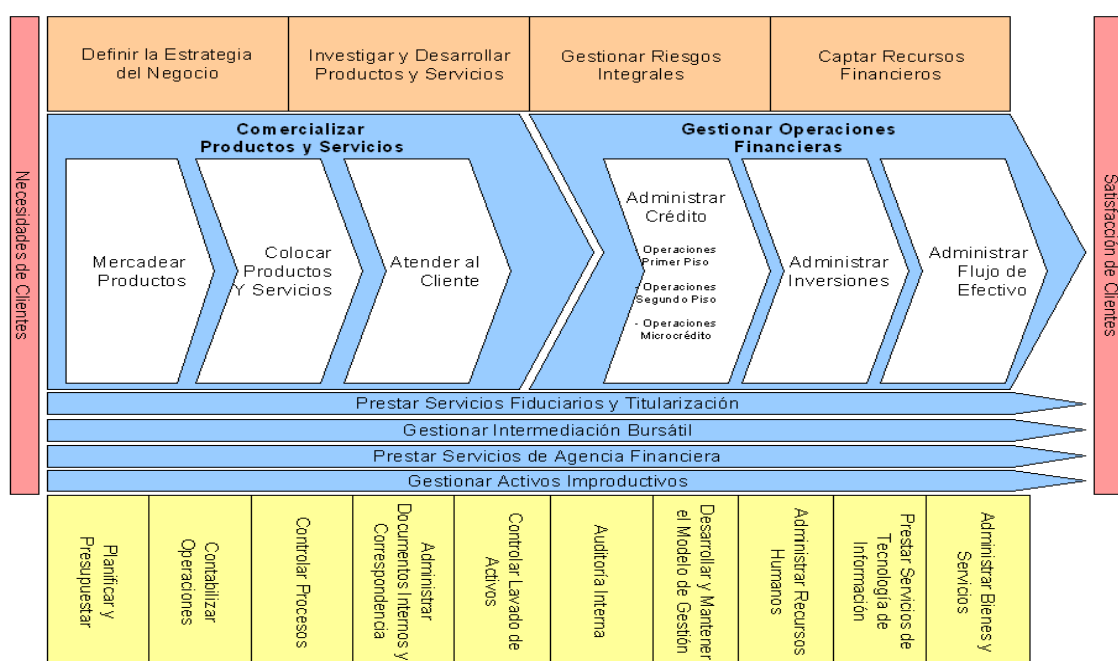 Definir la Estrategia
del Negocio
Investigar y Desarrollar
Productos y Servicios
Gestionar Riesgos
Integrales
Captar Recursos
Financieros
Necesidades de Clientes
Comercializar
Productos y Servicios
Mercadear
Productos
Colocar
Productos
Y Servicios
Atender al
Cliente
Gestionar Operaciones
Financieras
Administrar
Crédito
- Operaciones
Primer Piso
- Operaciones
Segundo Piso
- Operaciones
Microcrédito
Administrar
Inversiones
Administrar
Flujo de
Efectivo
Satisfacción de Clientes
Prestar Servicios Fiduciarios y Titularización
Gestionar Intermediación Bursátil
Prestar Servicios de Agencia Financiera
Gestionar Activos Improductivos
Planificar y
Presupuestar
Contabilizar
Operaciones
Controlar Procesos
Administrar
Documentos Internos y
Correspondencia
Controlar Lavado de
Activos
Auditoría Interna
Desarrollar y Mantener
el Modelo de Gestión
Administrar Recursos
Humanos
Prestar Servicios de
Tecnología de
Información
Administrar Bienes y
Servicios